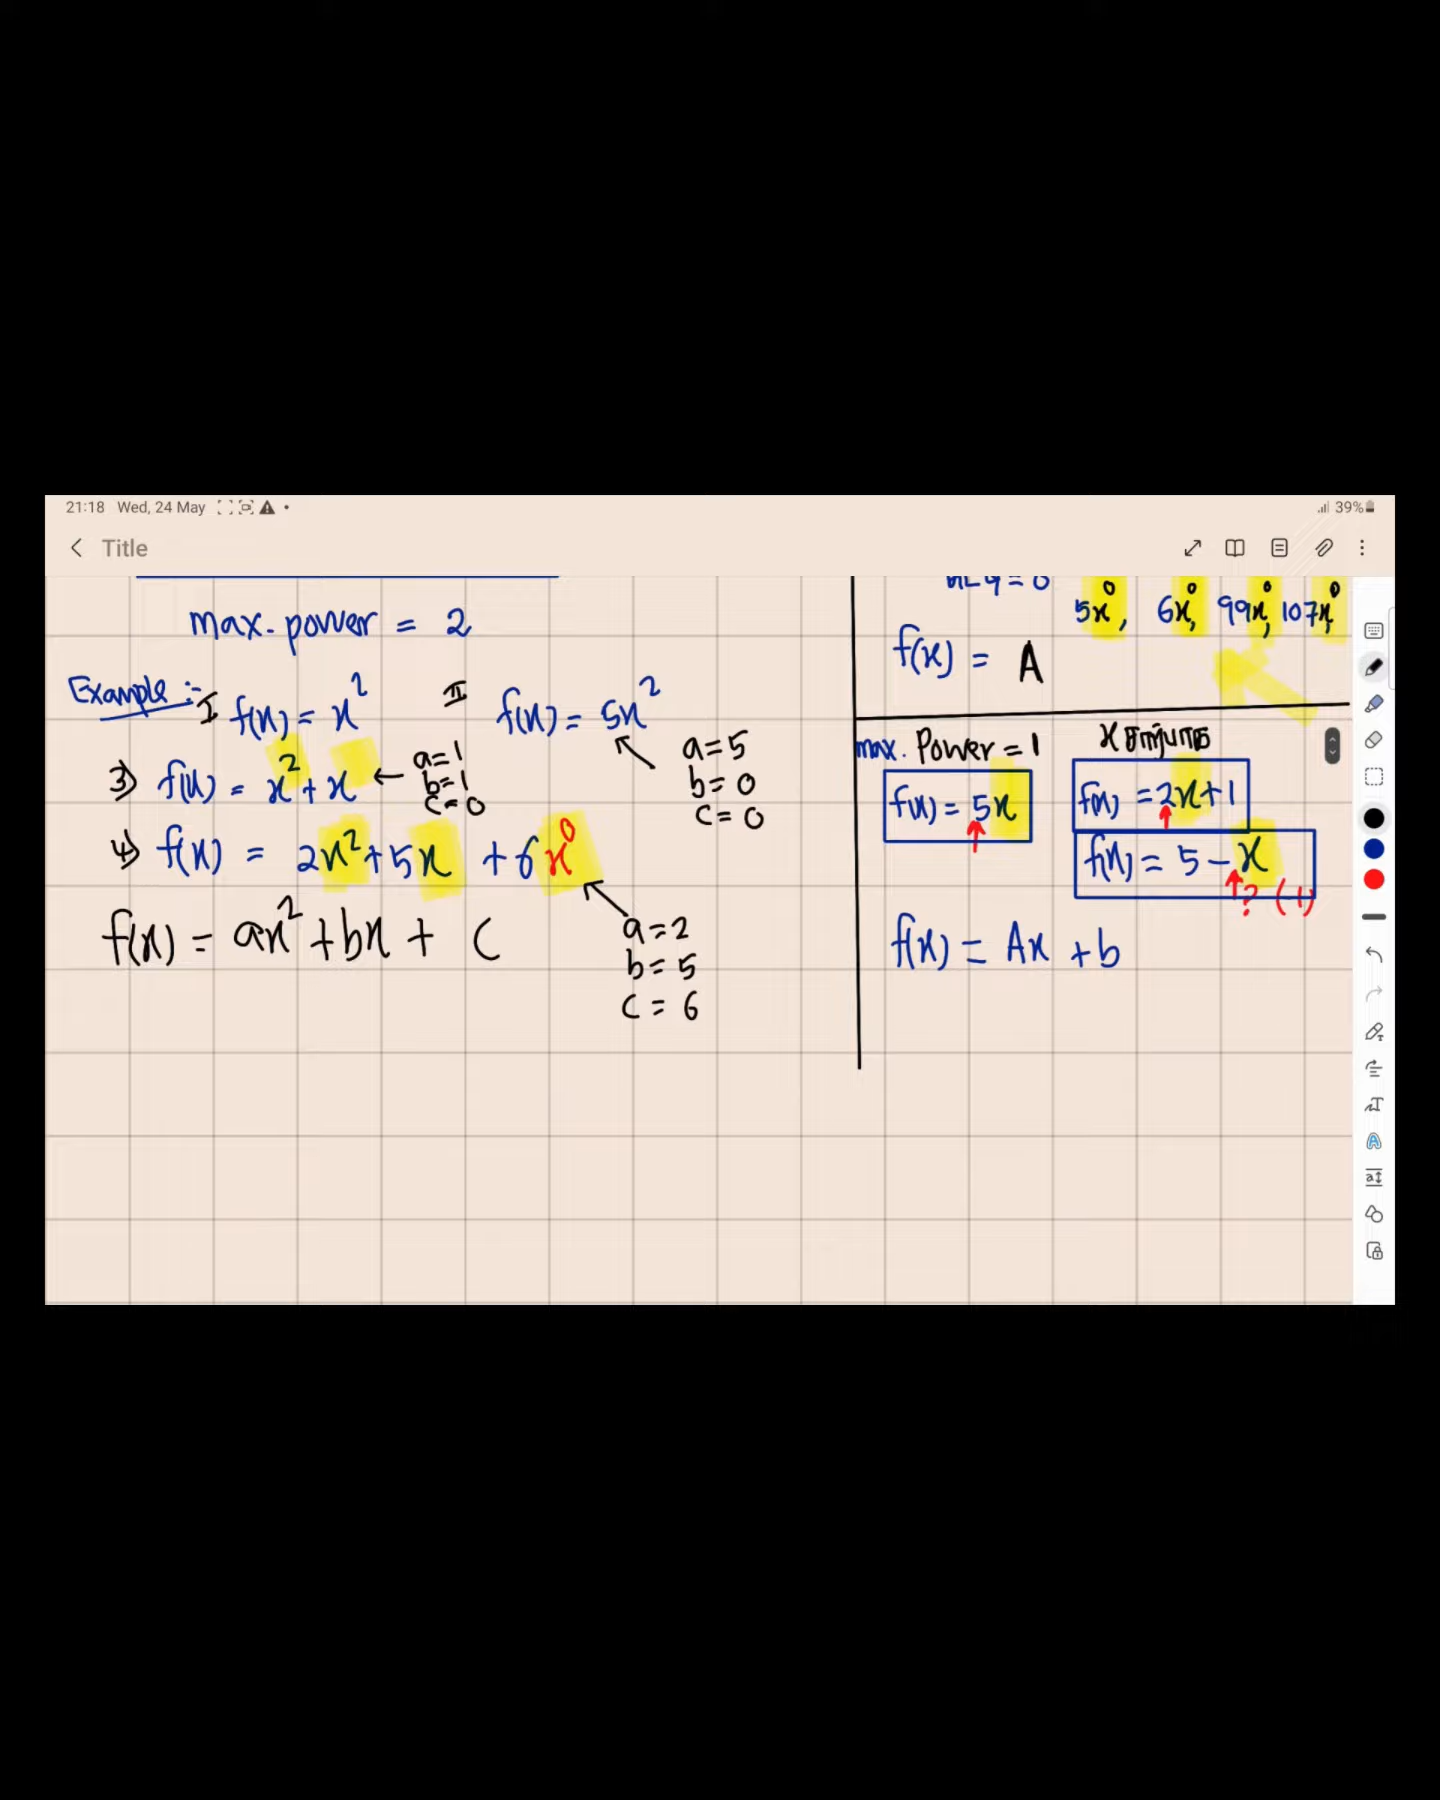 21:18 Wed, 24 May
39%
Title
max. power = 2
Example :- I f(x) = x²
II f(x) = 5x²
a=5
b=0
c=0
3) f(x) = x² + x
a=1
b=1
c=0
4) f(x) = 2x² + 5x + 6x⁰
a=2
b=5
c=6
f(x) = ax² + bx + c
= 0
5x⁰, 6x⁰, 99x⁰, 107x⁰,
f(x) = A
max. Power = 1
f(x) = 5x
f(x) = 2x+1
f(x) = 5 - x
? (-1)
f(x) = Ax + b